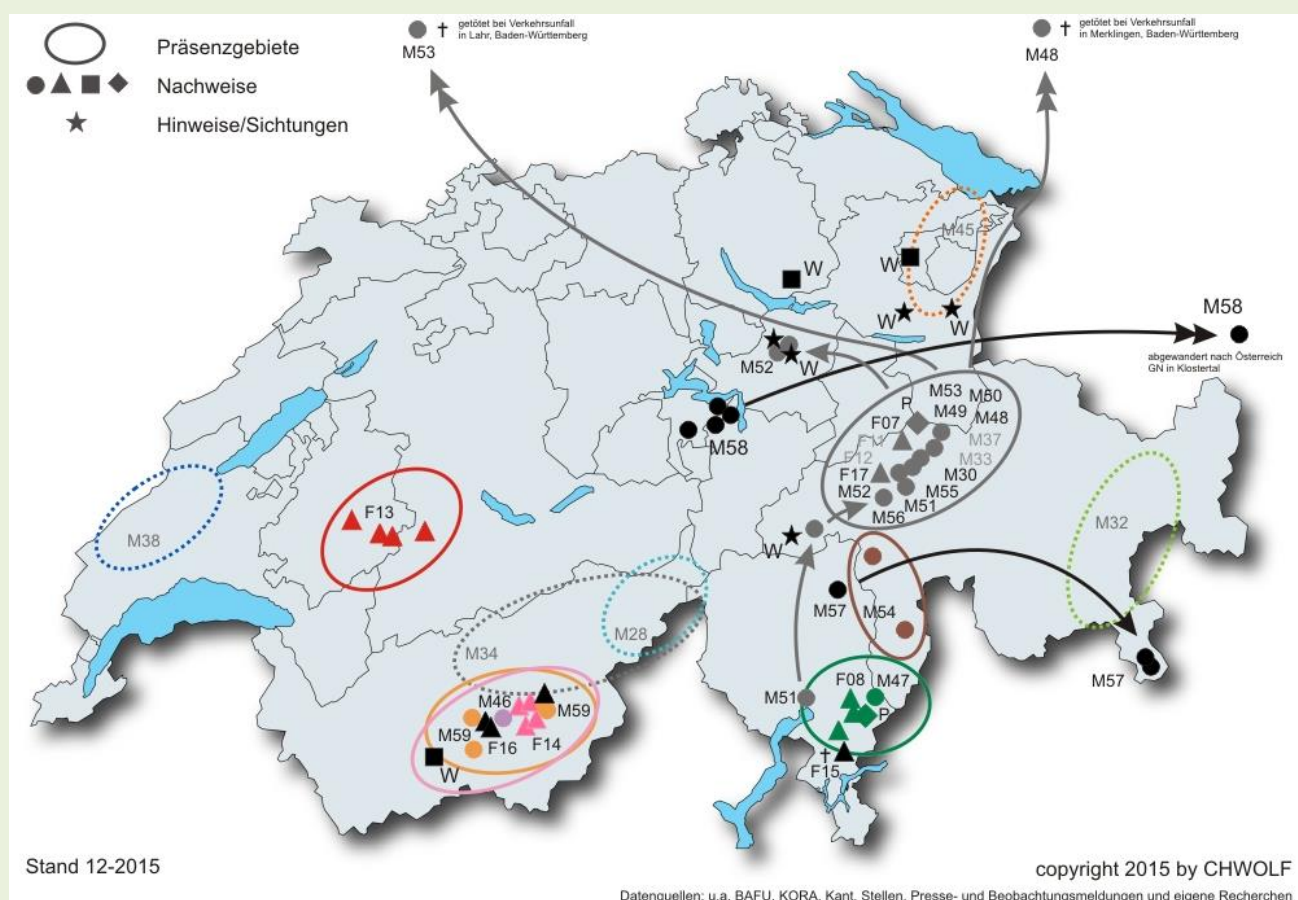 Präsenzgebiete
Nachweise
Hinweise/Sichtungen
M53
getötet bei Verkehrsunfall
in Lahr, Baden-Württemberg
M48
getötet bei Verkehrsunfall
in Merklingen, Baden-Württemberg
M45
W
W
W
W
M58
abgewandert nach Österreich
GN in Klostertal
M52
W
M58
M53
M50
P
M49
F07
M48
F11
M37
F12
M33
F17
M30
M52
M55
M51
M56
F13
M38
W
M32
M57
M54
M28
M34
M57
M51
F08
M47
P
F15
M46
M59
M59
F16
F14
W
Stand 12-2015
copyright 2015 by CHWOLF
Datenquellen: u.a. BAFU, KORA, Kant. Stellen, Presse- und Beobachtungsmeldungen und eigene Recherchen